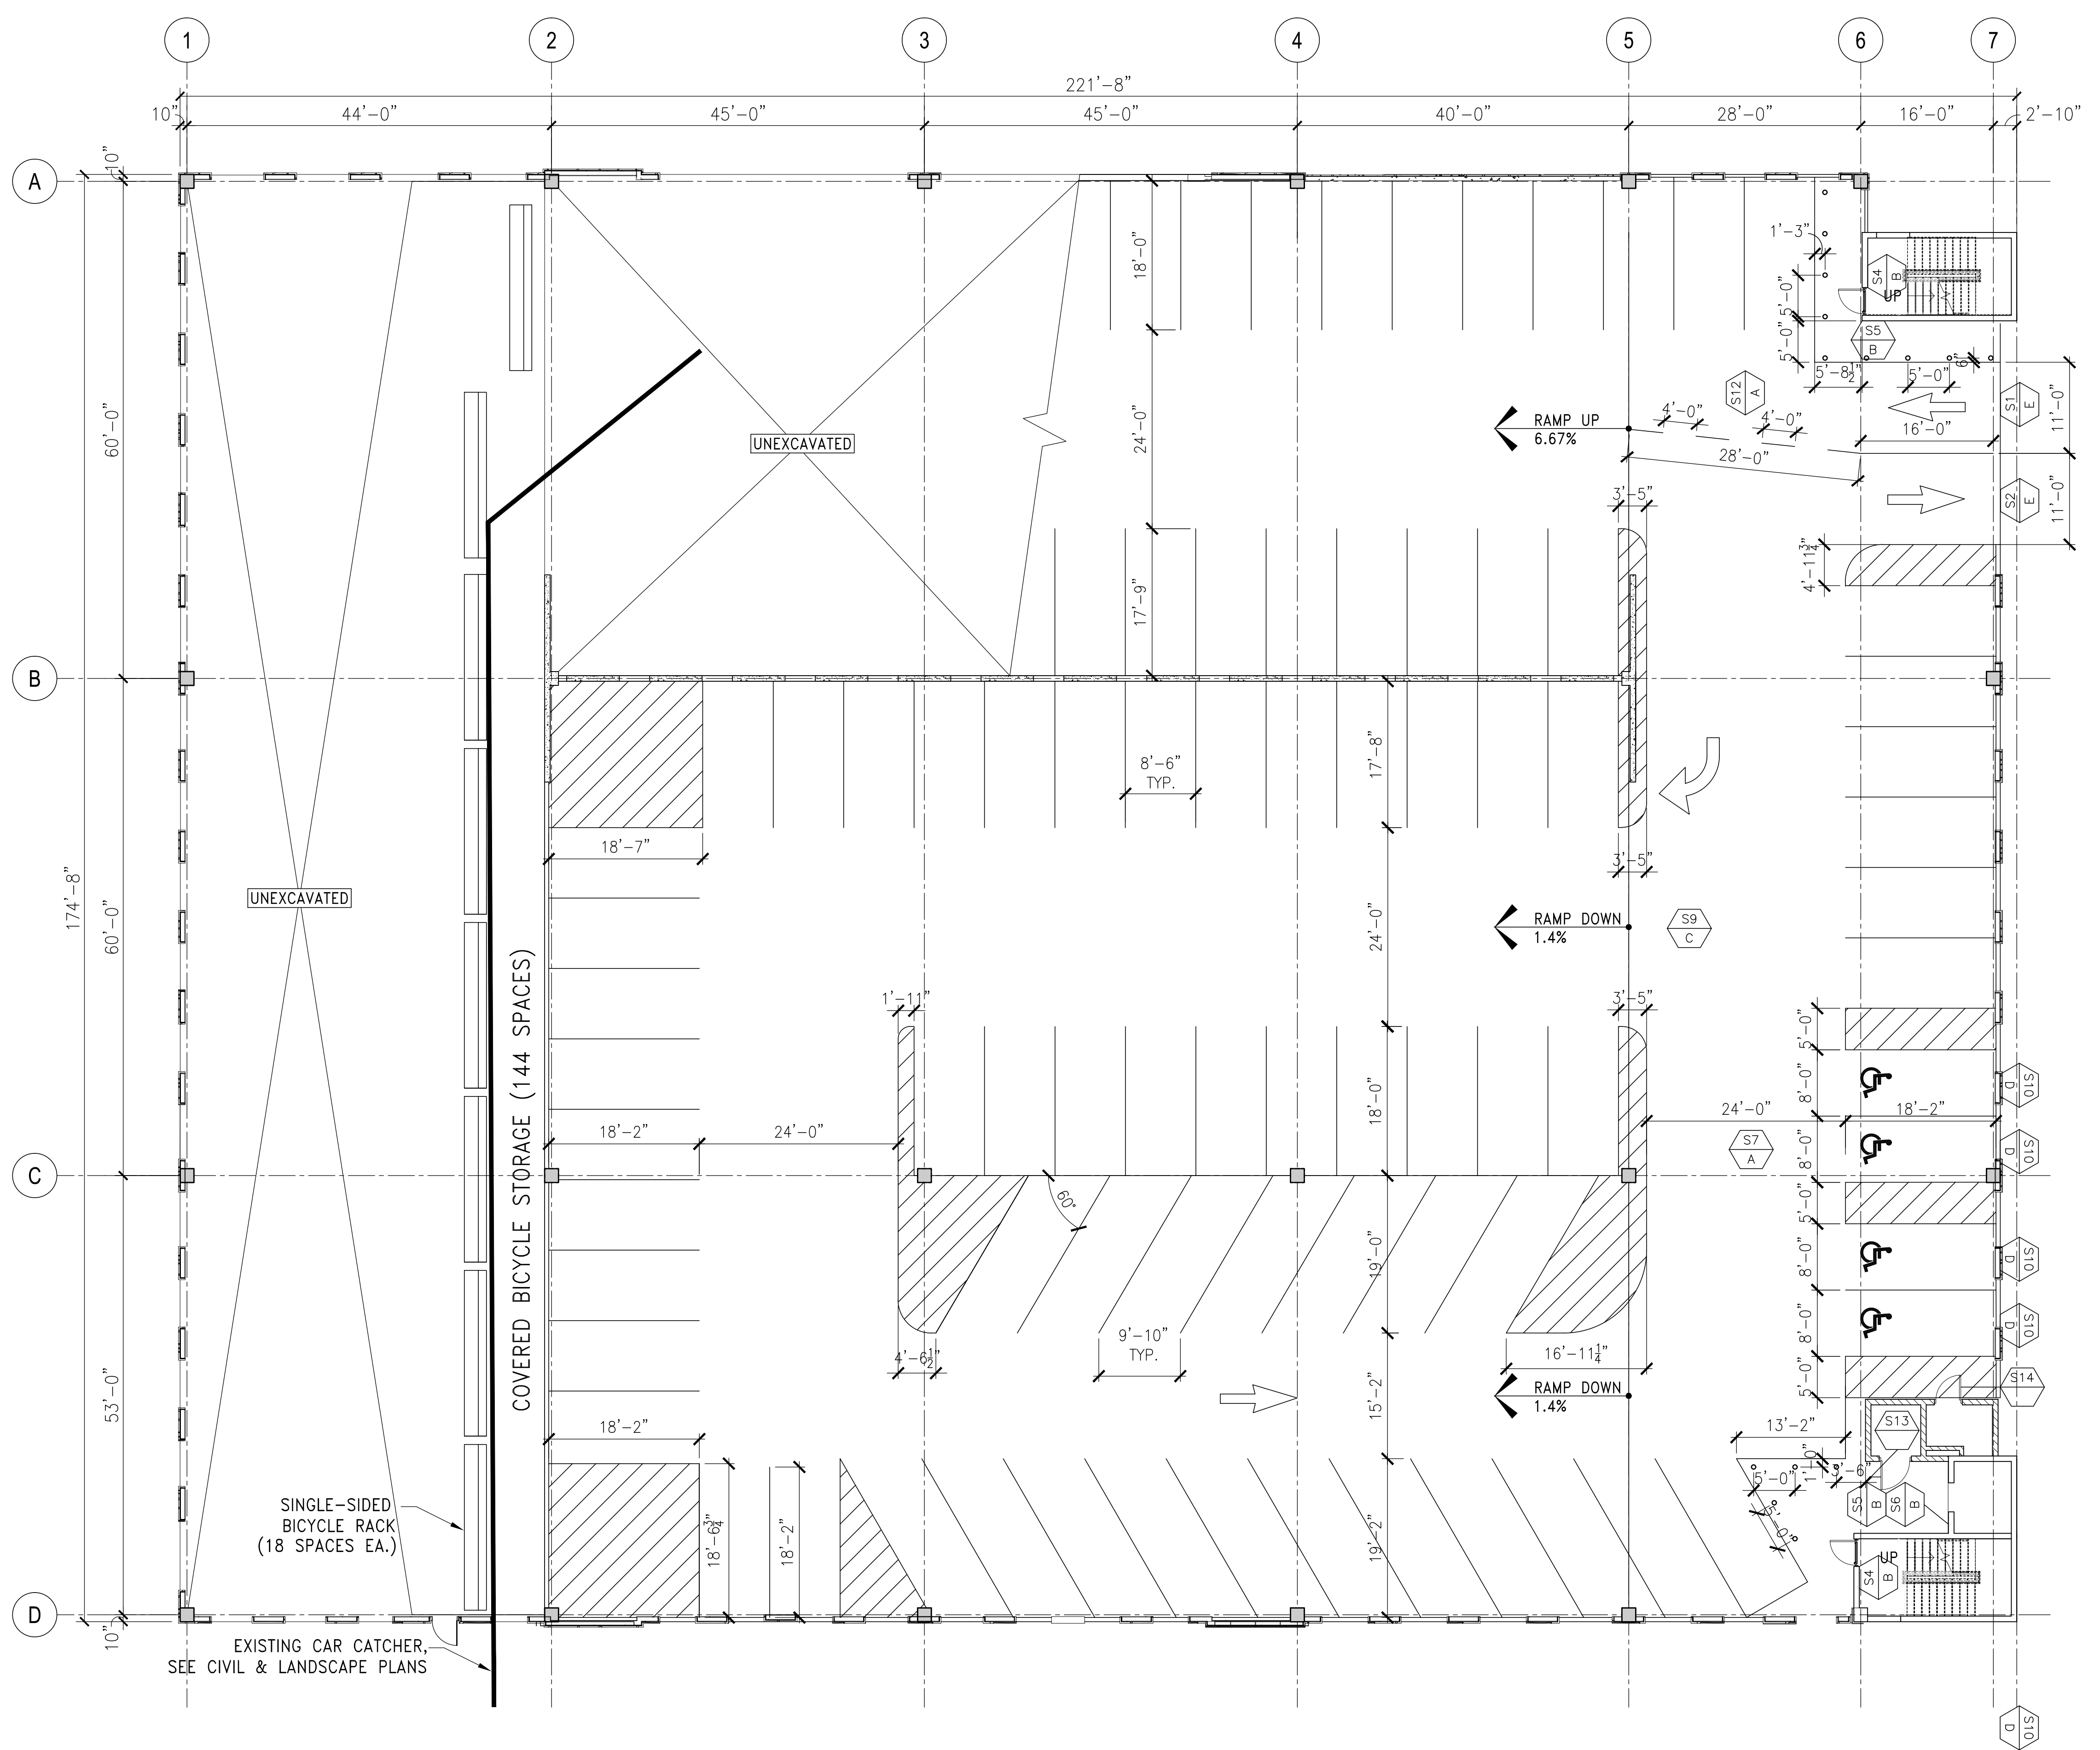 1 2 3 4 5 6 7
221'-8"
10" 44'-0" 45'-0" 45'-0" 40'-0" 28'-0" 16'-0" 2'-10"
A
10"
18'-0"
1'-3"
S4
B
UP
5'-0"
5'-0"
S5
B
6"
5'-8½"
5'-0"
60'-0"
UNEXCAVATED
24'-0"
RAMP UP
6.67%
S12
A
4'-0"
4'-0"
28'-0"
16'-0"
S1
E
11'-0"
S2
E
11'-0"
3'-5"
4'-11¾"
17'-9"
B
8'-6"
TYP.
17'-8"
18'-7"
3'-5"
174'-8"
60'-0"
UNEXCAVATED
24'-0"
RAMP DOWN
1.4%
S9
C
COVERED BICYCLE STORAGE (144 SPACES)
1'-11"
3'-5"
5'-0"
8'-0"
S10
D
18'-2"
24'-0"
18'-0"
24'-0"
18'-2"
S7
A
8'-0"
S10
D
C
60°
5'-0"
19'-0"
8'-0"
S10
D
8'-0"
S10
D
9'-10"
TYP.
4'-6½"
16'-11¼"
53'-0"
RAMP DOWN
1.4%
15'-2"
5'-0"
S14
18'-2"
13'-2"
S13
1'-0"
5'-0"
3'-6"
SINGLE-SIDED
BICYCLE RACK
(18 SPACES EA.)
18'-6¾"
18'-2"
19'-2"
5'-0"
S5
B
S6
B
UP
S4
B
D
10"
EXISTING CAR CATCHER,
SEE CIVIL & LANDSCAPE PLANS
S10
D